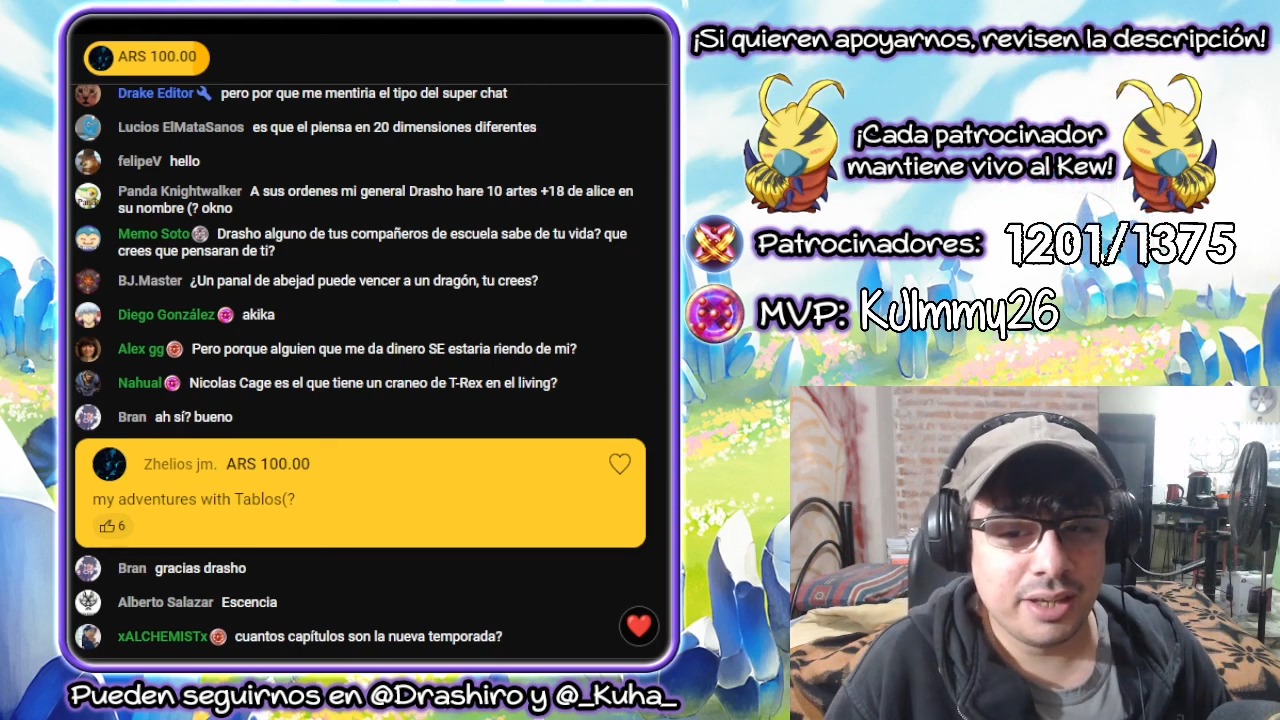 ARS 100.00
Drake Editor pero por que me mentiria el tipo del super chat
Lucios ElMataSanos es que el piensa en 20 dimensiones diferentes
felipeV hello
Panda Knightwalker A sus ordenes mi general Drasho hare 10 artes +18 de alice en
su nombre (? okno
Memo Soto Drasho alguno de tus compañeros de escuela sabe de tu vida? que
crees que pensaran de ti?
BJ.Master ¿Un panal de abejad puede vencer a un dragón, tu crees?
Diego González akika
Alex gg Pero porque alguien que me da dinero SE estaria riendo de mi?
Nahual Nicolas Cage es el que tiene un craneo de T-Rex en el living?
Bran ah sí? bueno
Zhelios jm. ARS 100.00
my adventures with Tablos(?
6
Bran gracias drasho
Alberto Salazar Escencia
xALCHEMISTx cuantos capítulos son la nueva temporada?
Pueden seguirnos en @Drashiro y @_Kuha_
¡Si quieren apoyarnos, revisen la descripción!
¡Cada patrocinador
mantiene vivo al Kew!
Patrocinadores: 1201/1375
MVP: KJImmy26